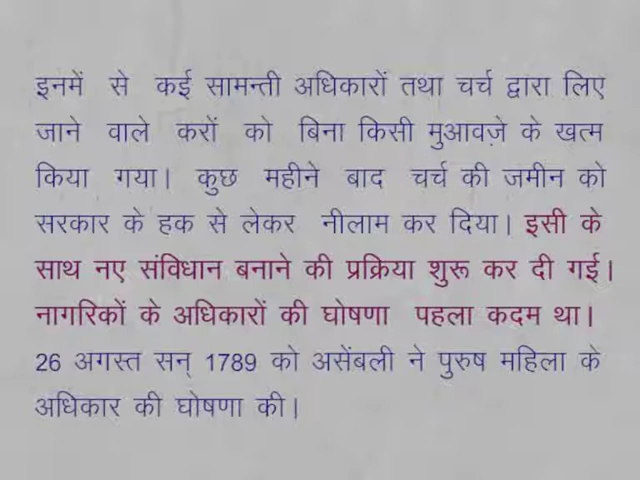 इनमें से कई सामन्ती अधिकारों तथा चर्च द्वारा लिए
जाने वाले करों को बिना किसी मुआवज़े के खत्म
किया गया। कुछ महीने बाद चर्च की जमीन को
सरकार के हक से लेकर नीलाम कर दिया। इसी के
साथ नए संविधान बनाने की प्रक्रिया शुरू कर दी गई।
नागरिकों के अधिकारों की घोषणा पहला कदम था।
26 अगस्त सन् 1789 को असेंबली ने पुरुष महिला के
अधिकार की घोषणा की।